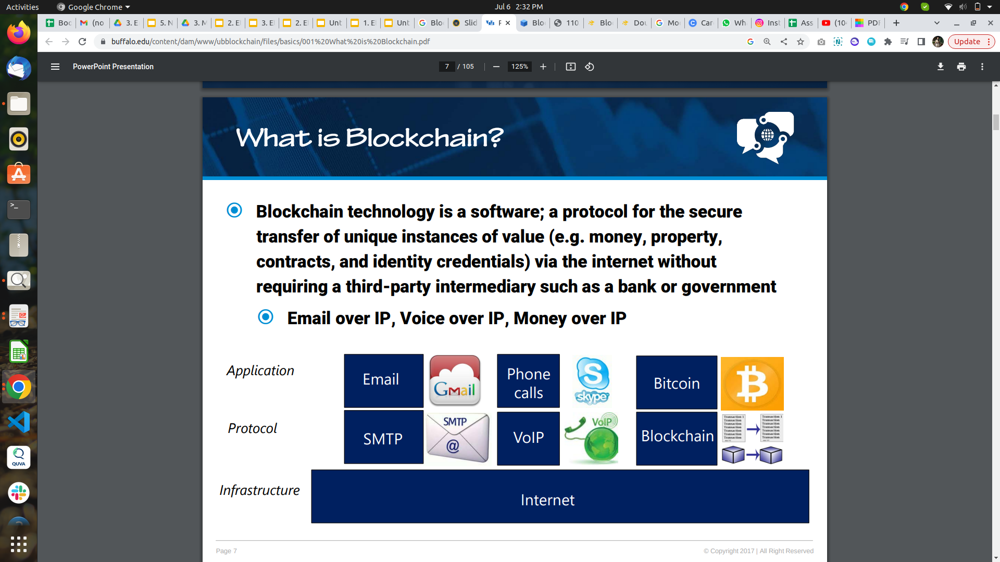 Activities
Google Chrome
Jul 6 2:32 PM
Boc
(no
3. E
5. N
3. M
2. E
3. E
2. E
Unt
1. E
Unt
Blo
Slid
F
Blo
110
Blo
Dou
Mo
Car
Wh
Inst
Ass
(10
PDF
buffalo.edu/content/dam/www/ubblockchain/files/basics/001%20What%20is%20Blockchain.pdf
Update
PowerPoint Presentation
7 / 105
125%
What is Blockchain?
Blockchain technology is a software; a protocol for the secure
transfer of unique instances of value (e.g. money, property,
contracts, and identity credentials) via the internet without
requiring a third-party intermediary such as a bank or government
Email over IP, Voice over IP, Money over IP
Application
Email
Gmail
Phone
calls
skype
Bitcoin
Protocol
SMTP
SMTP
@
VoIP
VoIP
Blockchain
Transaction 1
Transaction
Transaction
Transaction
Transaction
Transaction
Transaction 1
Transaction
Transaction
Transaction
Transaction
Transaction
Infrastructure
Internet
Page 7
© Copyright 2017 | All Right Reserved
QUVA